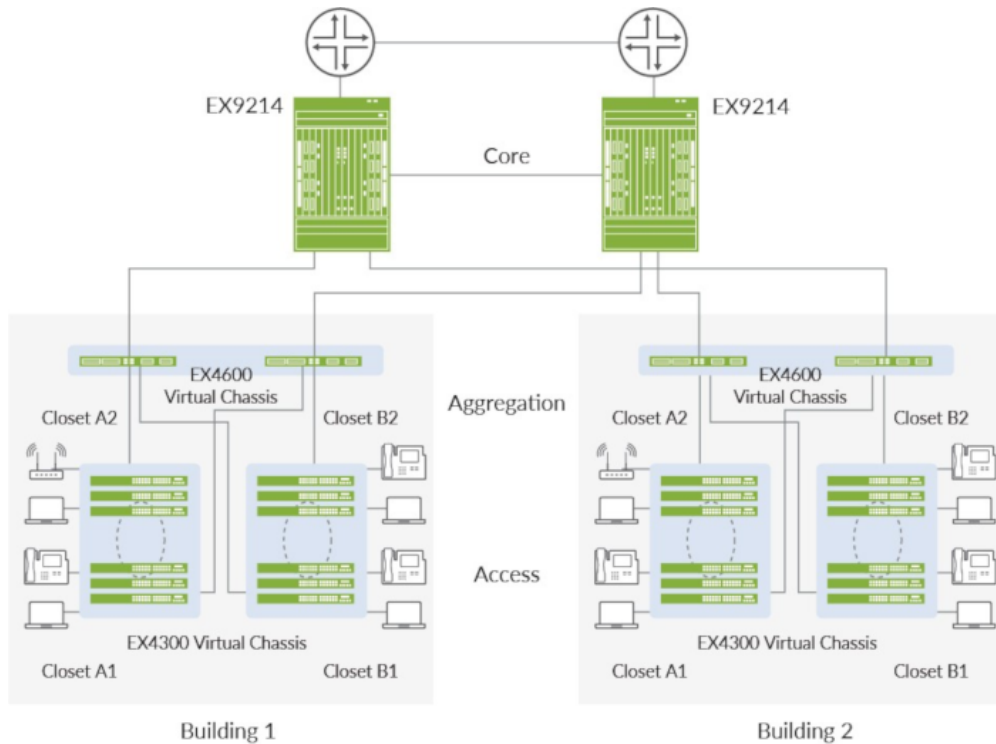 EX9214
EX9214
Core
EX4600
Virtual Chassis
EX4600
Virtual Chassis
Closet A2
Closet B2
Aggregation
Closet A2
Closet B2
Access
EX4300 Virtual Chassis
EX4300 Virtual Chassis
Closet A1
Closet B1
Closet A1
Closet B1
Building 1
Building 2